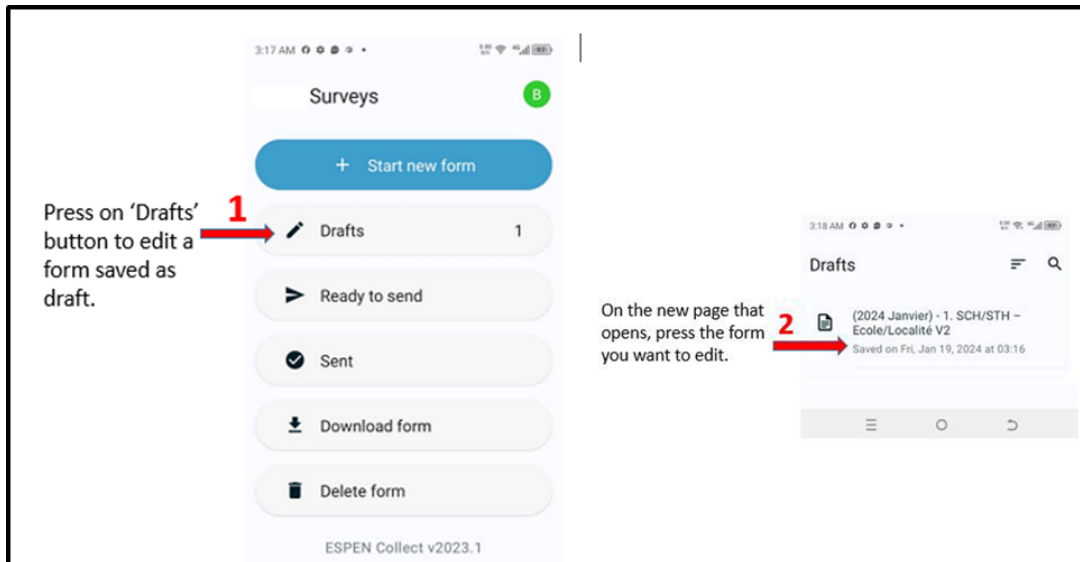 3:17 AM
Surveys
B
+ Start new form
Press on ‘Drafts’
button to edit a
form saved as
draft.
1
Drafts 1
Ready to send
Sent
Download form
Delete form
ESPEN Collect v2023.1
3:18 AM
Drafts
On the new page that
opens, press the form
you want to edit.
2
(2024 Janvier) - 1. SCH/STH –
Ecole/Localité V2
Saved on Fri, Jan 19, 2024 at 03:16